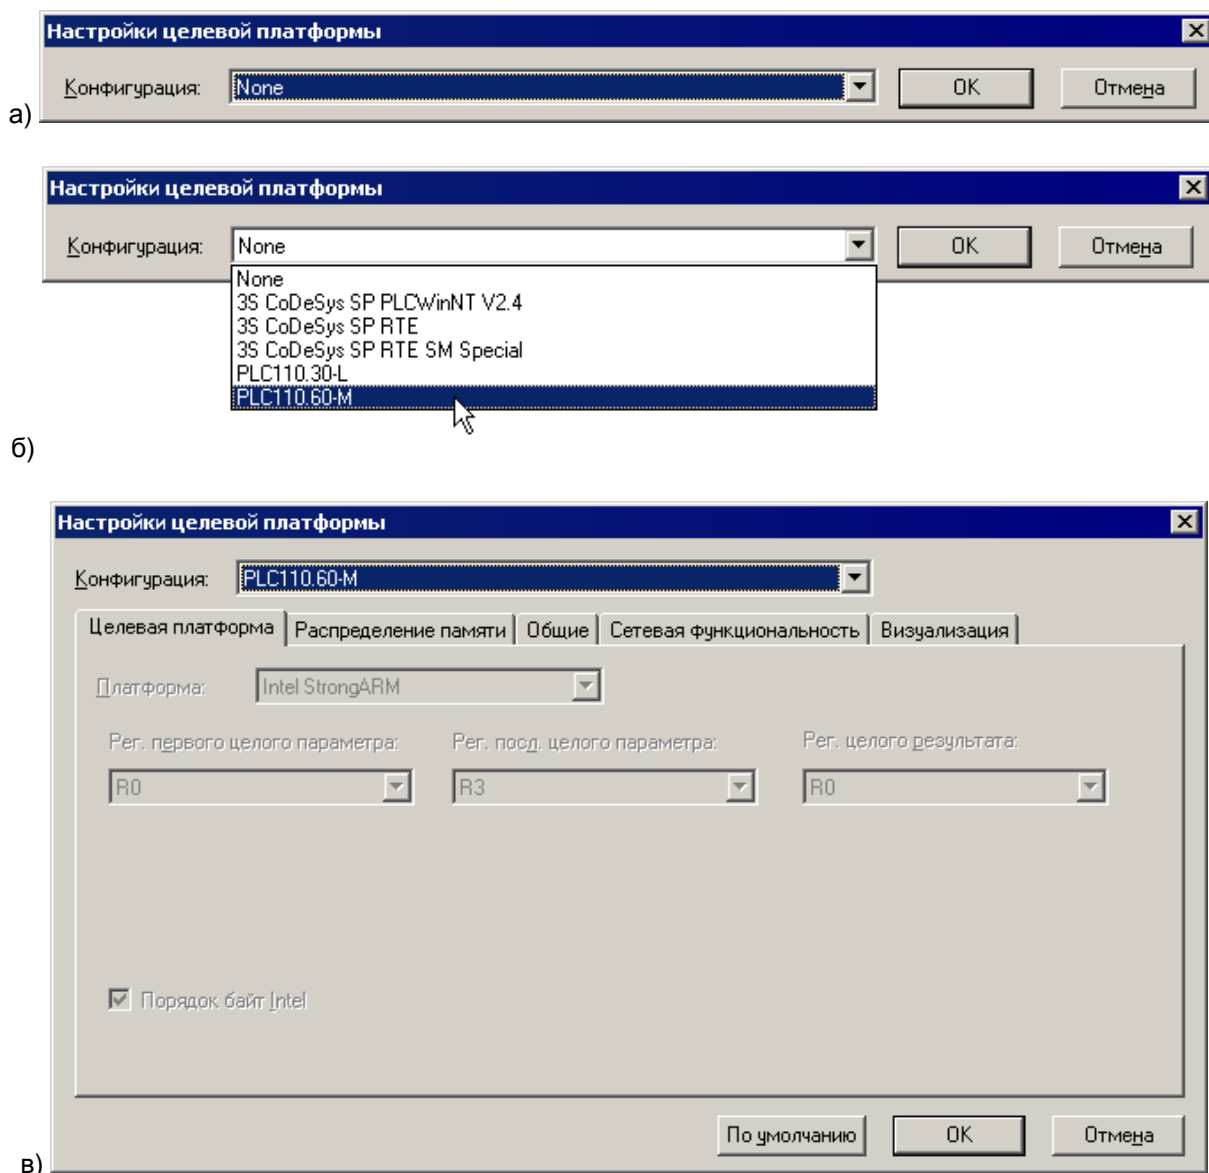 Настройки целевой платформы
Конфигурация: None OK Отмена
а)
Настройки целевой платформы
Конфигурация: None OK Отмена
None
3S CoDeSys SP PLCWinNT V2.4
3S CoDeSys SP RTE
3S CoDeSys SP RTE SM Special
PLC110.30-L
PLC110.60-M
б)
Настройки целевой платформы
Конфигурация: PLC110.60-M
Целевая платформа Распределение памяти Общие Сетевая функциональность Визуализация
Платформа: Intel StrongARM
Рег. первого целого параметра: Рег. посл. целого параметра: Рег. целого результата:
R0 R3 R0
Порядок байт Intel
По умолчанию OK Отмена
в)